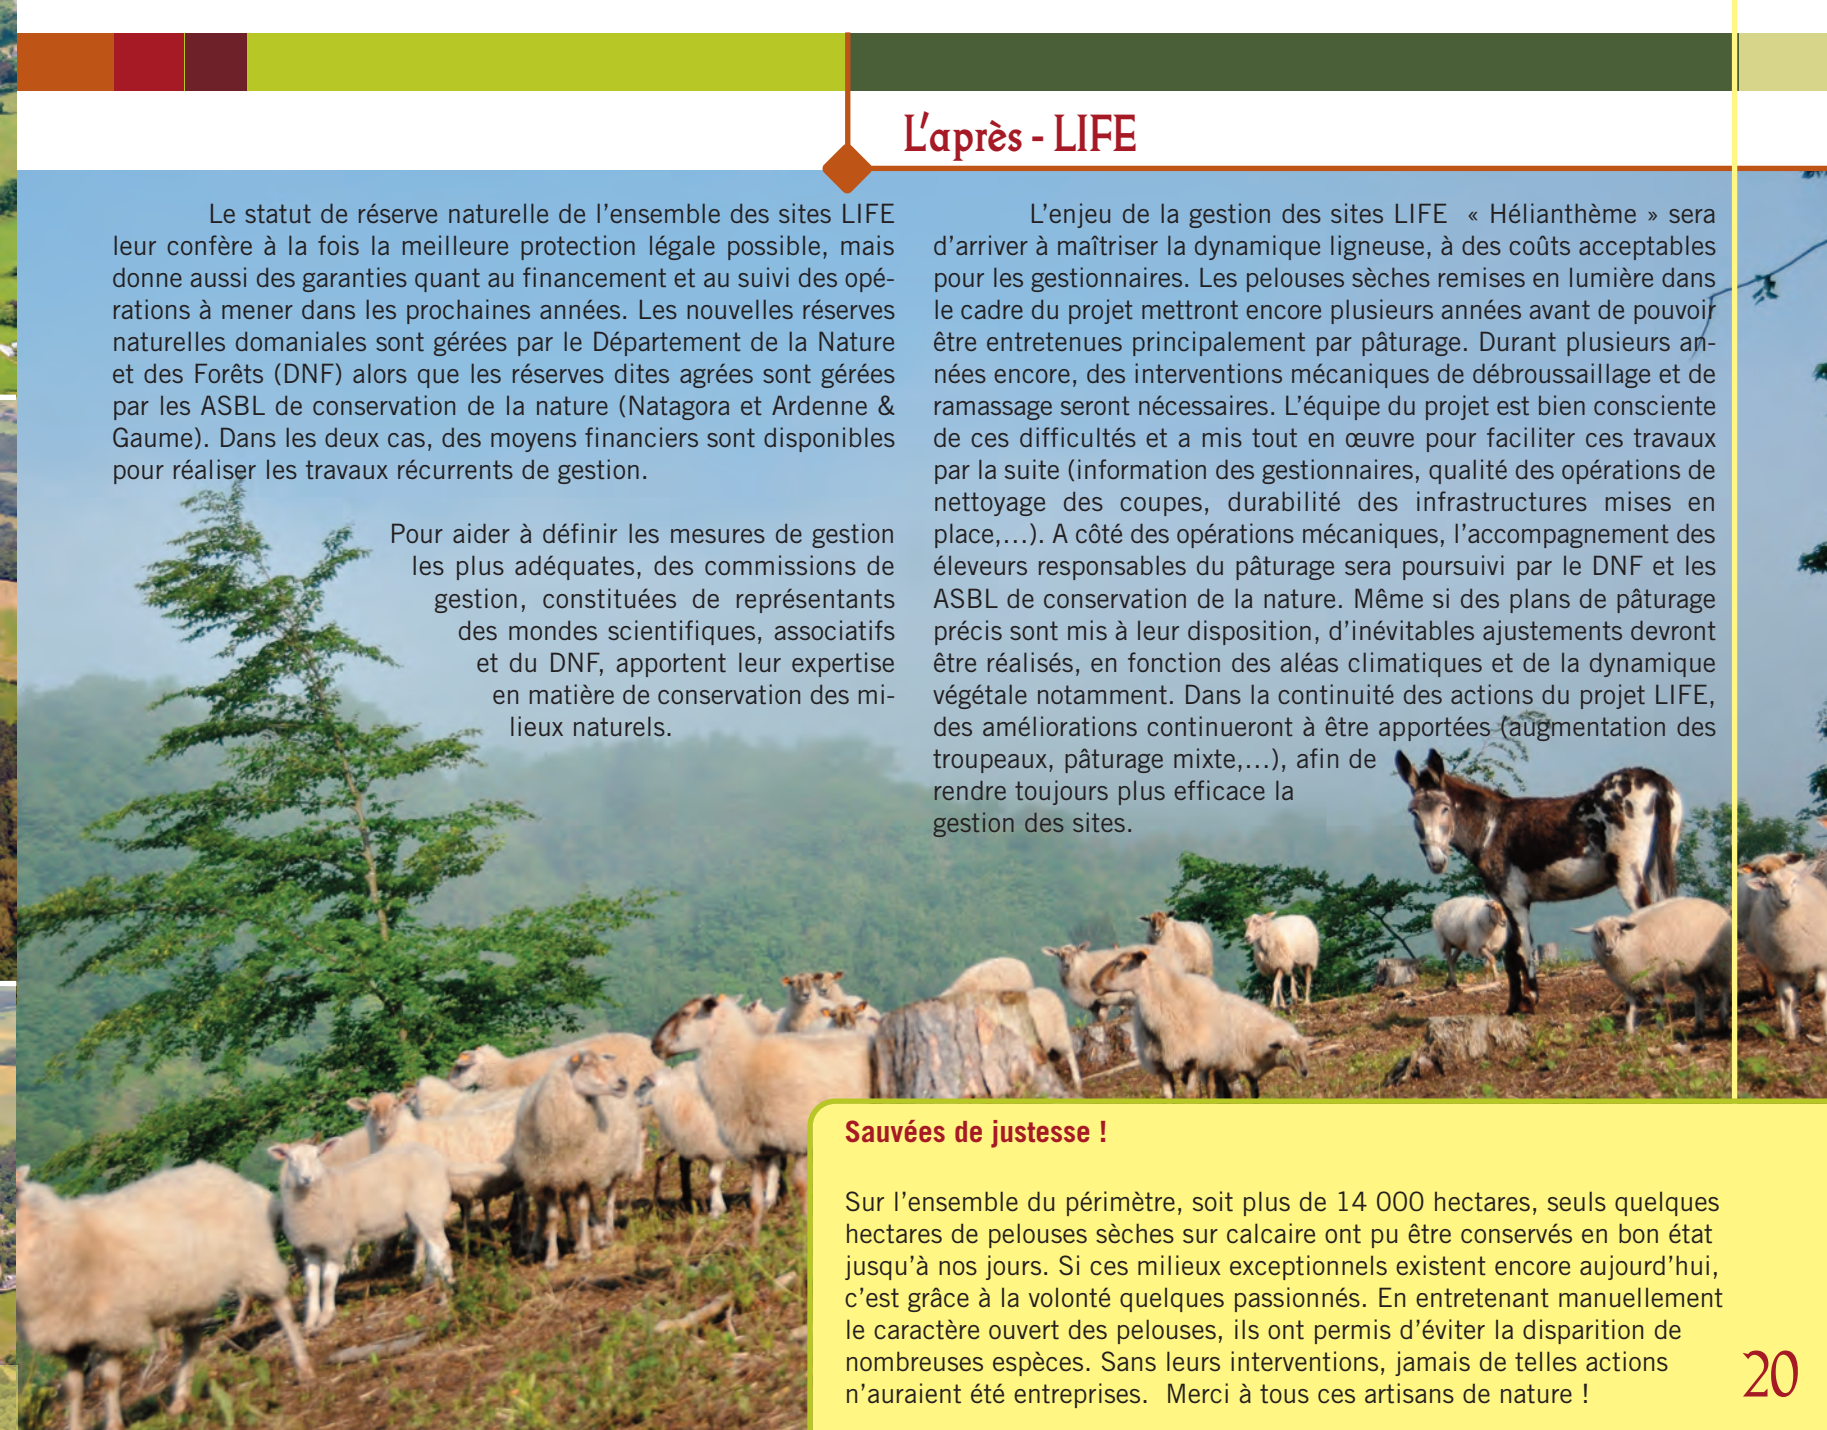 L'après - LIFE
Le statut de réserve naturelle de l'ensemble des sites LIFE
leur confère à la fois la meilleure protection légale possible, mais
donne aussi des garanties quant au financement et au suivi des opé-
rations à mener dans les prochaines années. Les nouvelles réserves
naturelles domaniales sont gérées par le Département de la Nature
et des Forêts (DNF) alors que les réserves dites agrées sont gérées
par les ASBL de conservation de la nature (Natagora et Ardenne &
Gaume). Dans les deux cas, des moyens financiers sont disponibles
pour réaliser les travaux récurrents de gestion.
Pour aider à définir les mesures de gestion
les plus adéquates, des commissions de
gestion, constituées de représentants
des mondes scientifiques, associatifs
et du DNF, apportent leur expertise
en matière de conservation des mi-
lieux naturels.
L'enjeu de la gestion des sites LIFE « Hélianthème » sera
d'arriver à maîtriser la dynamique ligneuse, à des coûts acceptables
pour les gestionnaires. Les pelouses sèches remises en lumière dans
le cadre du projet mettront encore plusieurs années avant de pouvoir
être entretenues principalement par pâturage. Durant plusieurs an-
nées encore, des interventions mécaniques de débroussaillage et de
ramassage seront nécessaires. L'équipe du projet est bien consciente
de ces difficultés et a mis tout en œuvre pour faciliter ces travaux
par la suite (information des gestionnaires, qualité des opérations de
nettoyage des coupes, durabilité des infrastructures mises en
place,...). A côté des opérations mécaniques, l'accompagnement des
éleveurs responsables du pâturage sera poursuivi par le DNF et les
ASBL de conservation de la nature. Même si des plans de pâturage
précis sont mis à leur disposition, d'inévitables ajustements devront
être réalisés, en fonction des aléas climatiques et de la dynamique
végétale notamment. Dans la continuité des actions du projet LIFE,
des améliorations continueront à être apportées (augmentation des
troupeaux, pâturage mixte,...), afin de
rendre toujours plus efficace la
gestion des sites.
Sauvées de justesse !
Sur l'ensemble du périmètre, soit plus de 14 000 hectares, seuls quelques
hectares de pelouses sèches sur calcaire ont pu être conservés en bon état
jusqu'à nos jours. Si ces milieux exceptionnels existent encore aujourd'hui,
c'est grâce à la volonté quelques passionnés. En entretenant manuellement
le caractère ouvert des pelouses, ils ont permis d'éviter la disparition de
nombreuses espèces. Sans leurs interventions, jamais de telles actions
n'auraient été entreprises. Merci à tous ces artisans de nature !
20